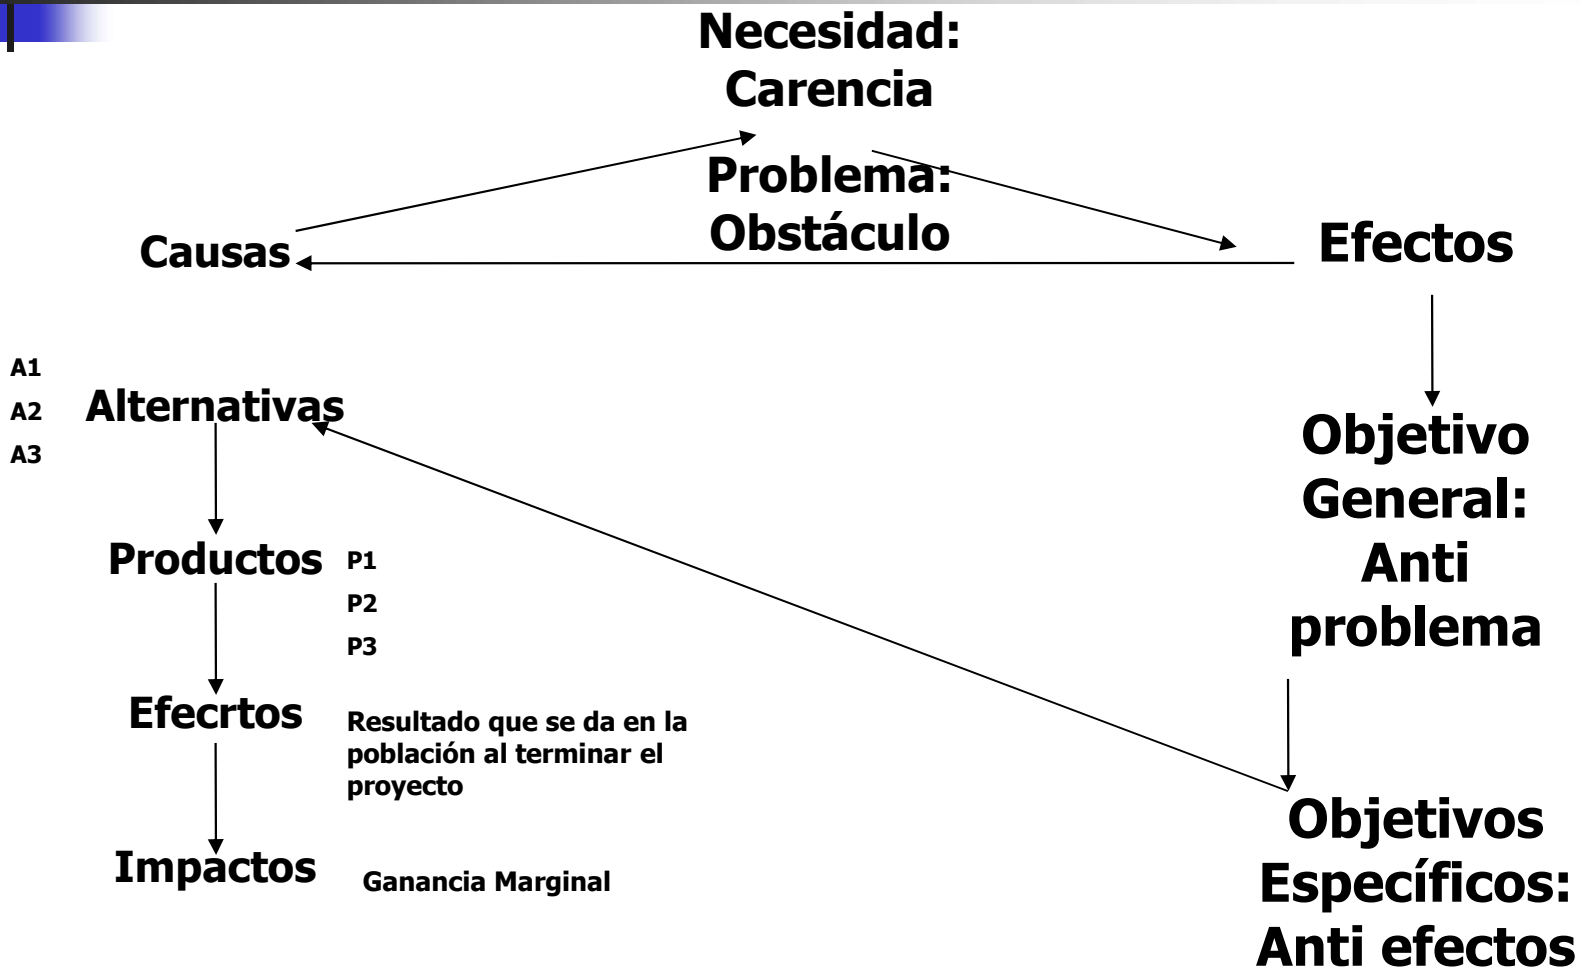 Necesidad:
Carencia
Problema:
Obstáculo
Causas
Efectos
A1
A2
A3
Alternativas
Objetivo
General:
Anti
problema
Productos
P1
P2
P3
Efecrtos
Resultado que se da en la
población al terminar el
proyecto
Impactos
Ganancia Marginal
Objetivos
Específicos:
Anti efectos